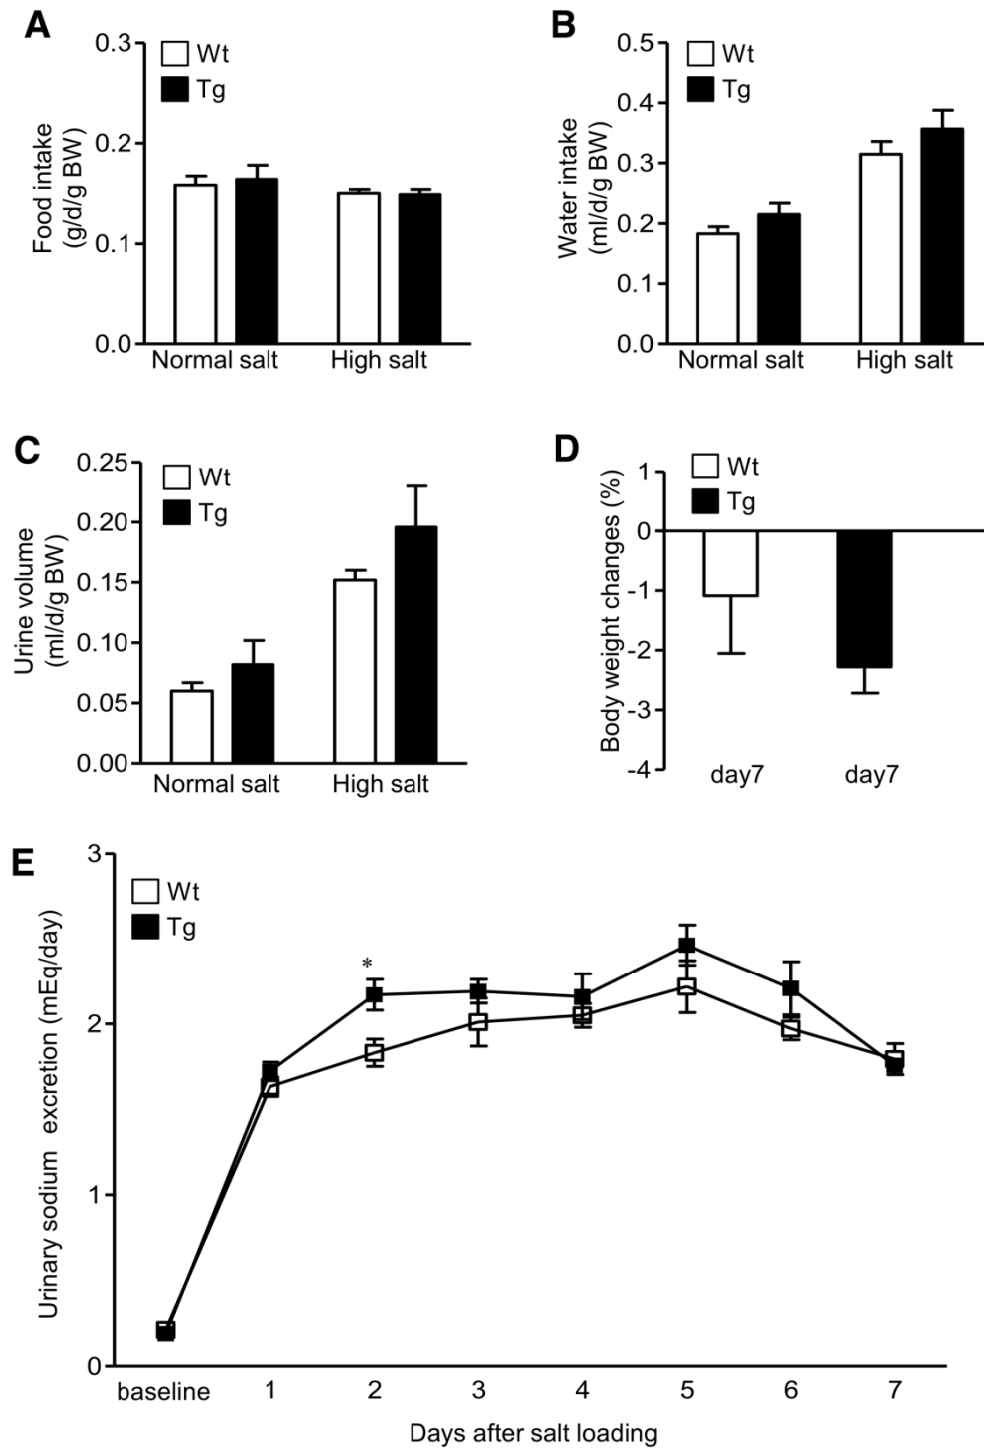 A
Food intake
(g/d/g BW)
0.3
0.2
0.1
0.0
Wt
Tg
Normal salt
High salt
B
Water intake
(ml/d/g BW)
0.5
0.4
0.3
0.2
0.1
0.0
Wt
Tg
Normal salt
High salt
C
Urine volume
(ml/d/g BW)
0.25
0.20
0.15
0.10
0.05
0.00
Wt
Tg
Normal salt
High salt
D
Body weight changes (%)
1
0
-1
-2
-3
-4
Wt
Tg
day7
day7
E
Urinary sodium excretion (mEq/day)
3
2
1
0
Wt
Tg
*
baseline
1
2
3
4
5
6
7
Days after salt loading